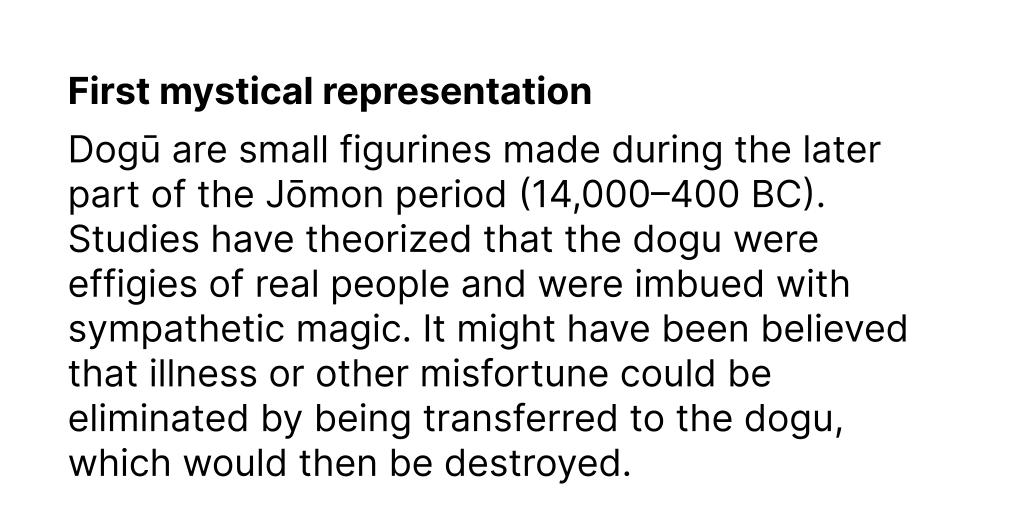 First mystical representation
Dogū are small figurines made during the later
part of the Jōmon period (14,000–400 BC).
Studies have theorized that the dogu were
effigies of real people and were imbued with
sympathetic magic. It might have been believed
that illness or other misfortune could be
eliminated by being transferred to the dogu,
which would then be destroyed.